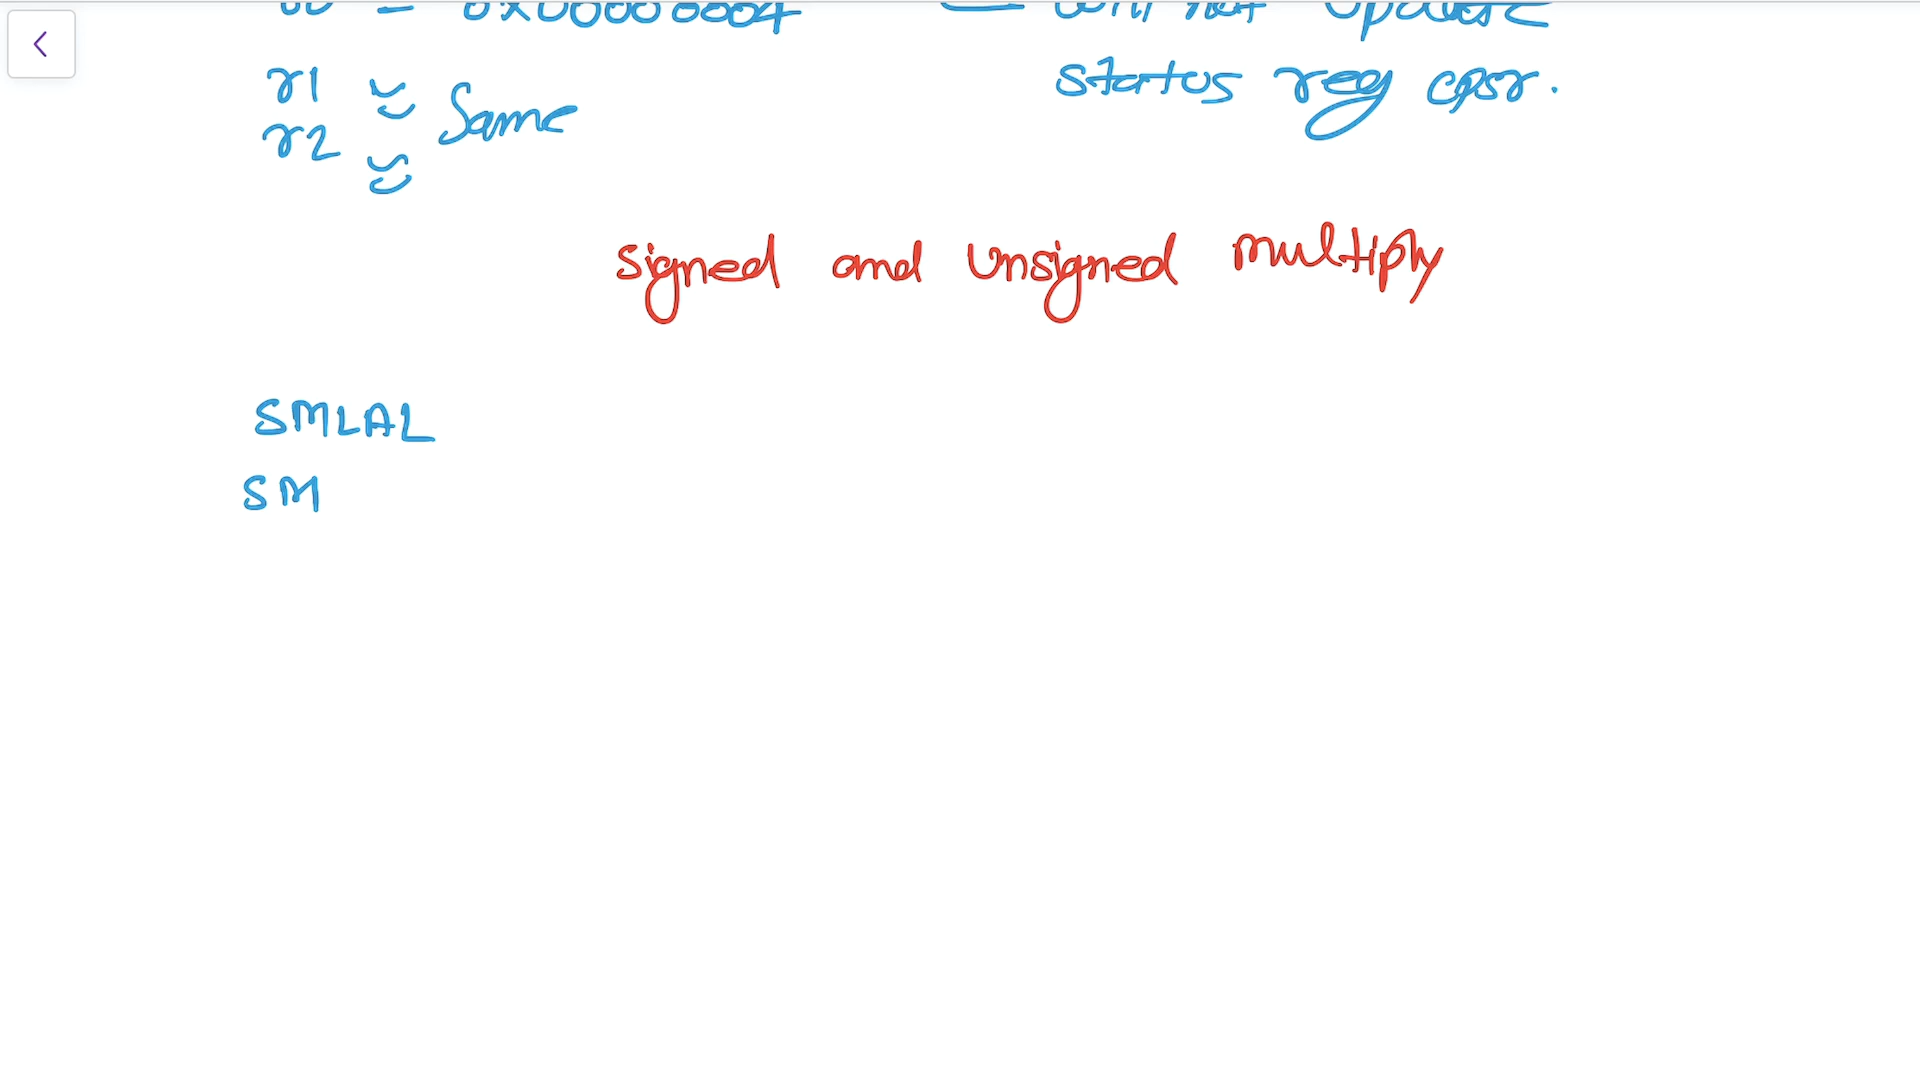 r1 Same
r2
status reg cpsr.
signed and unsigned multiply
SMLAL
SM